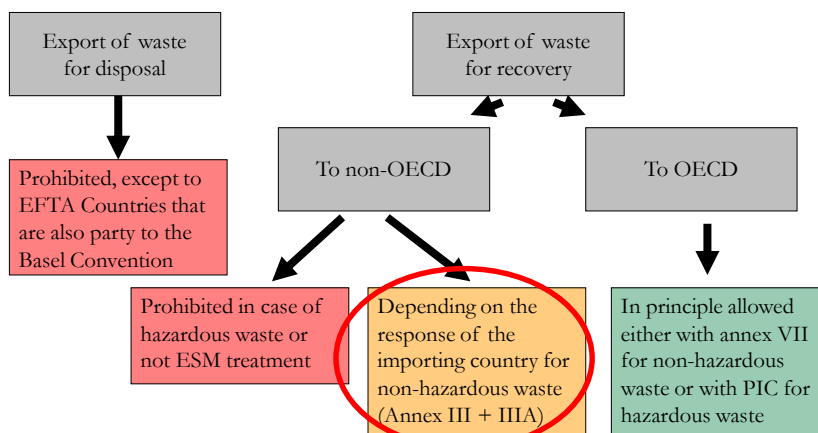 Export of waste
for disposal
Export of waste
for recovery
To non-OECD
To OECD
Prohibited, except to
EFTA Countries that
are also party to the
Basel Convention
Prohibited in case of
hazardous waste or
not ESM treatment
Depending on the
response of the
importing country for
non-hazardous waste
(Annex III + IIIA)
In principle allowed
either with annex VII
for non-hazardous
waste or with PIC for
hazardous waste